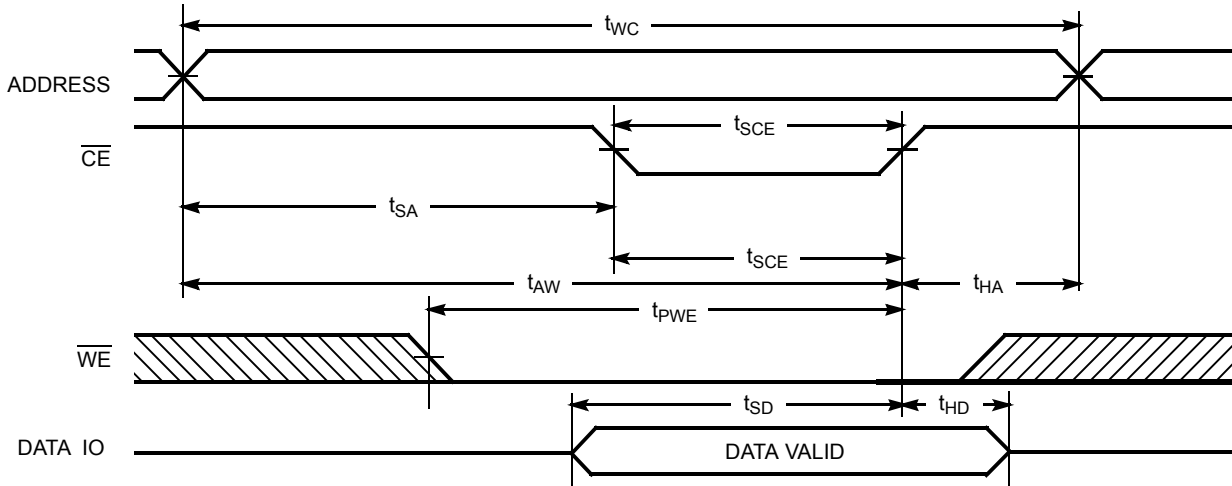 tWC
ADDRESS
tSCE
CE
tSA
tSCE
tAW
tHA
tPWE
WE
tSD
tHD
DATA IO
DATA VALID